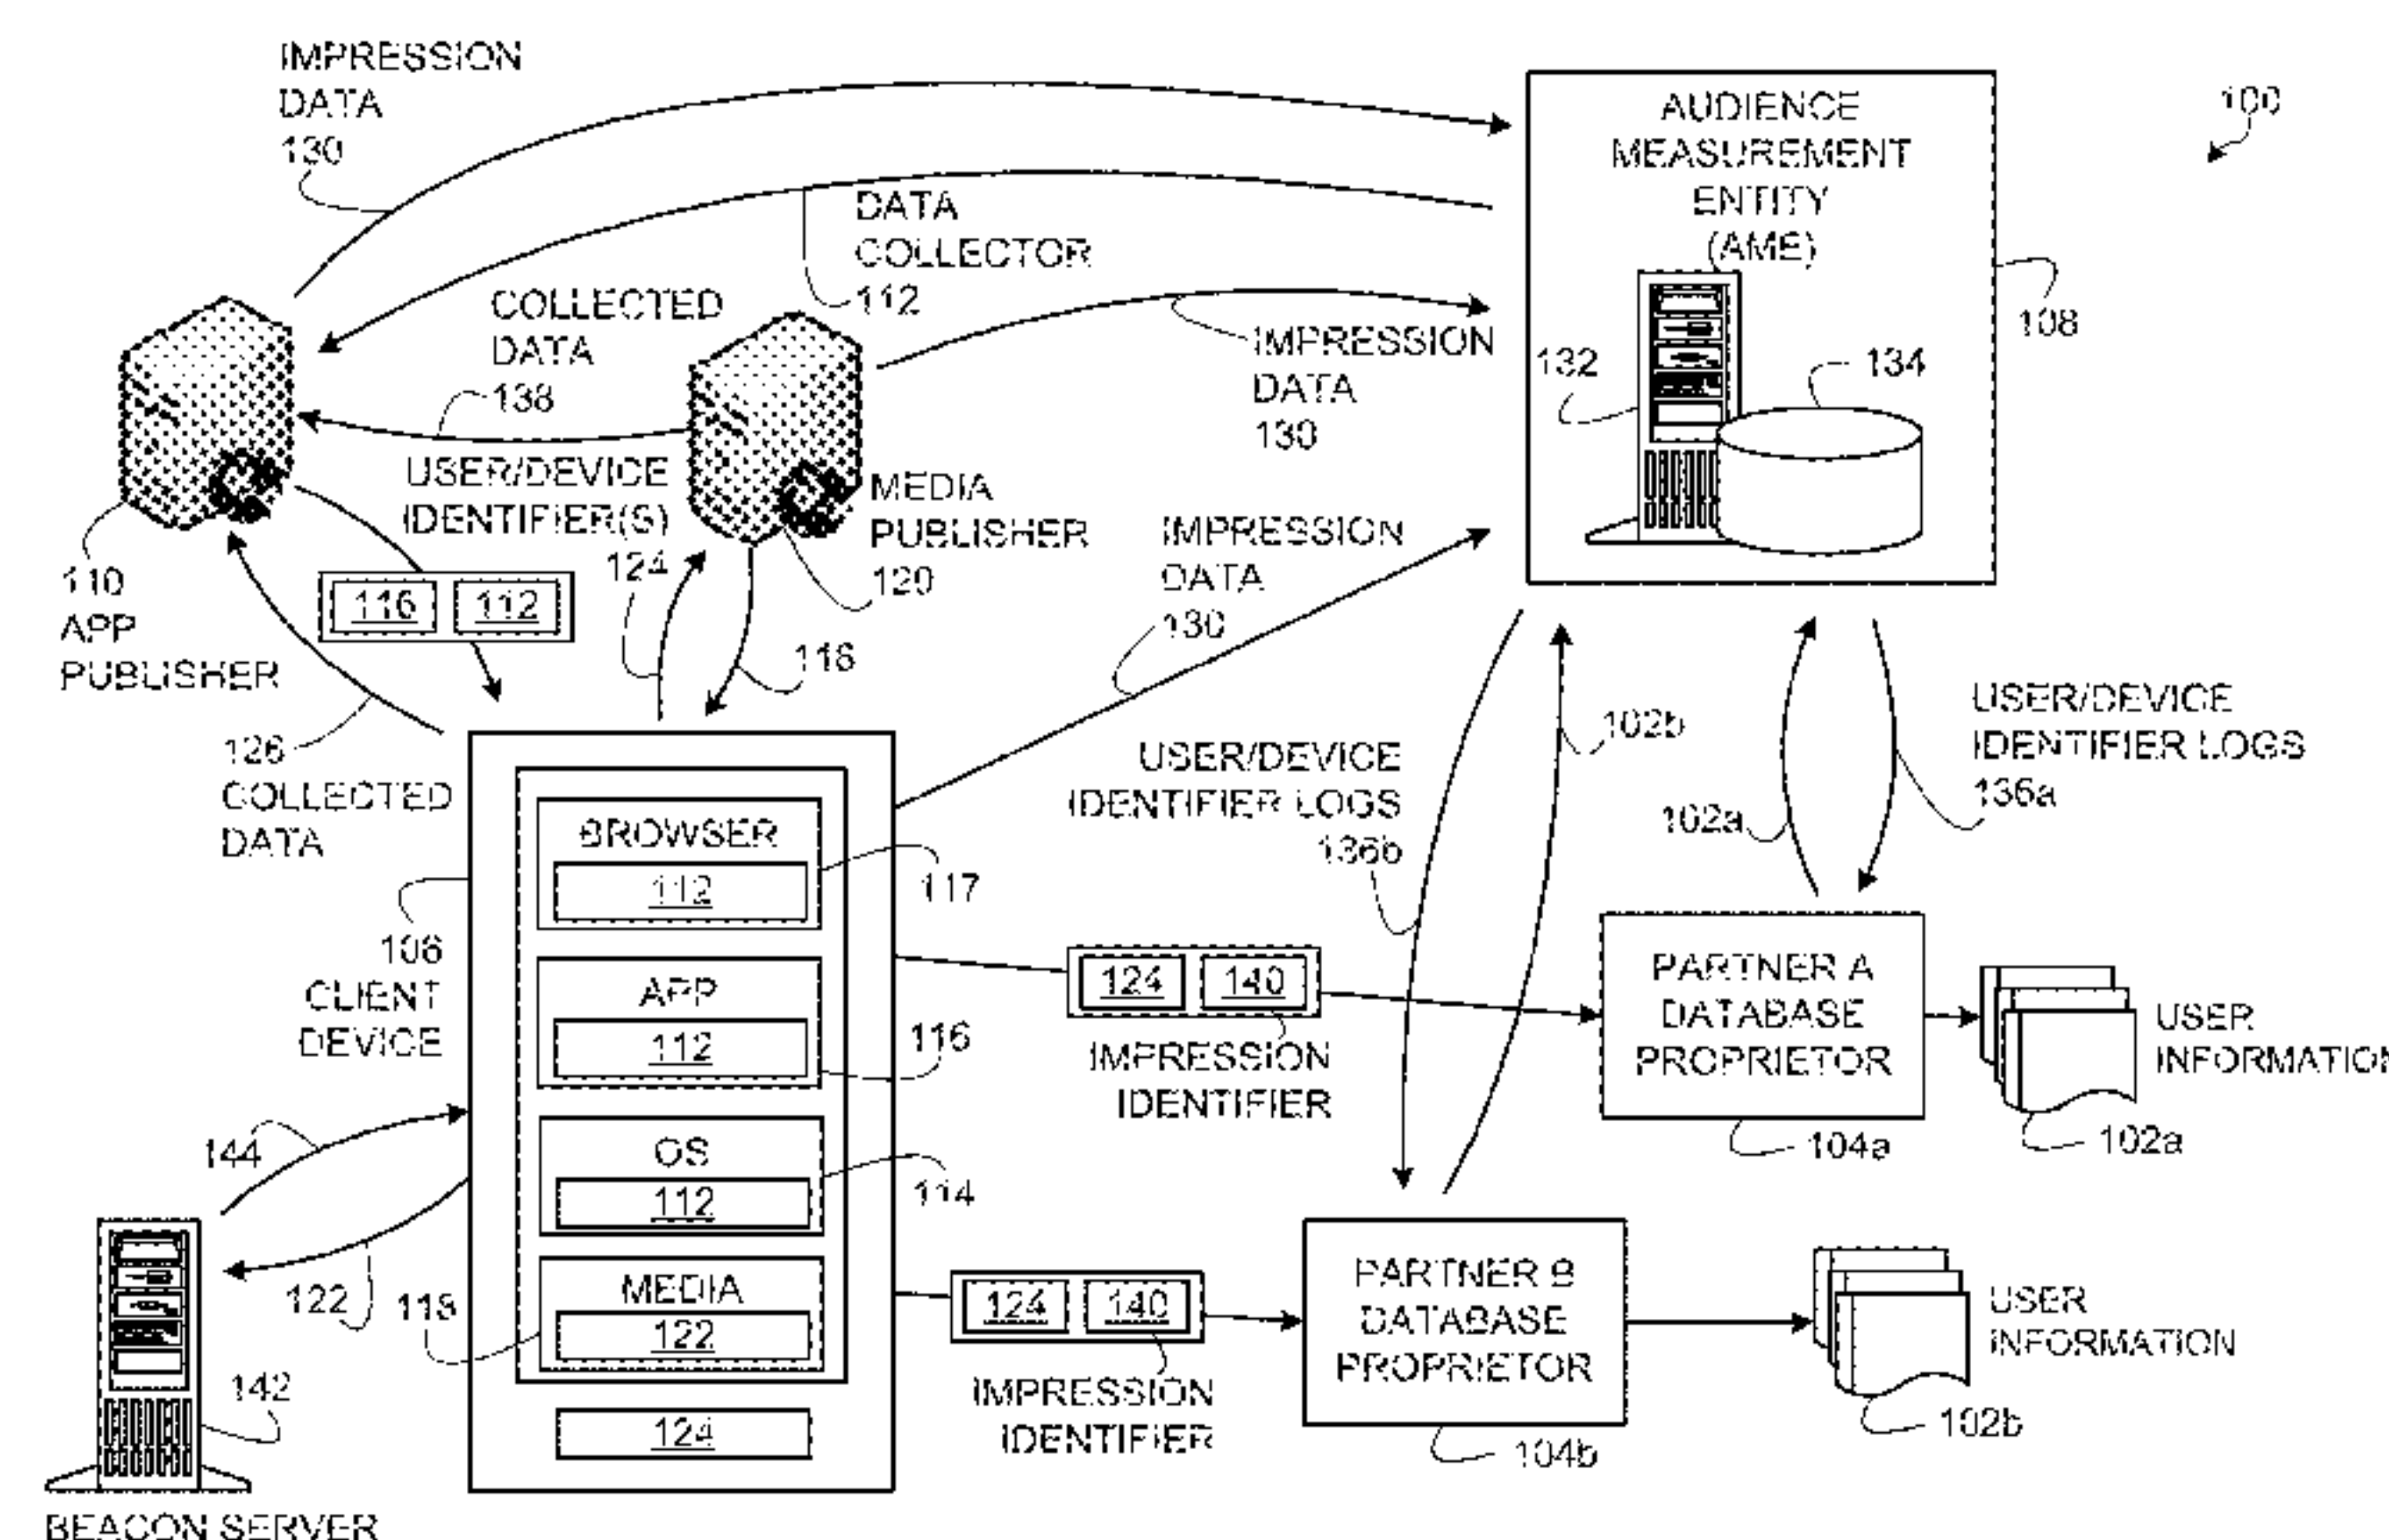 IMPRESSION
DATA
130
DATA
COLLECTOR
112
COLLECTED
DATA
138
AUDIENCE
MEASUREMENT
ENTITY
(AME)
100
108
132
134
IMPRESSION
DATA
130
USER/DEVICE
IDENTIFIER(S)
124
MEDIA
PUBLISHER
120
118
110
APP
PUBLISHER
116 112
126
COLLECTED
DATA
IMPRESSION
DATA
130
USER/DEVICE
IDENTIFIER LOGS
136b
102b
102a
USER/DEVICE
IDENTIFIER LOGS
136a
BROWSER
112
117
106
CLIENT
DEVICE
APP
112
116
OS
112
114
MEDIA
122
118
124
144
122
142
BEACON SERVER
124 140
IMPRESSION
IDENTIFIER
PARTNER A
DATABASE
PROPRIETOR
104a
USER
INFORMATION
102a
124 140
IMPRESSION
IDENTIFIER
PARTNER B
DATABASE
PROPRIETOR
104b
USER
INFORMATION
102b